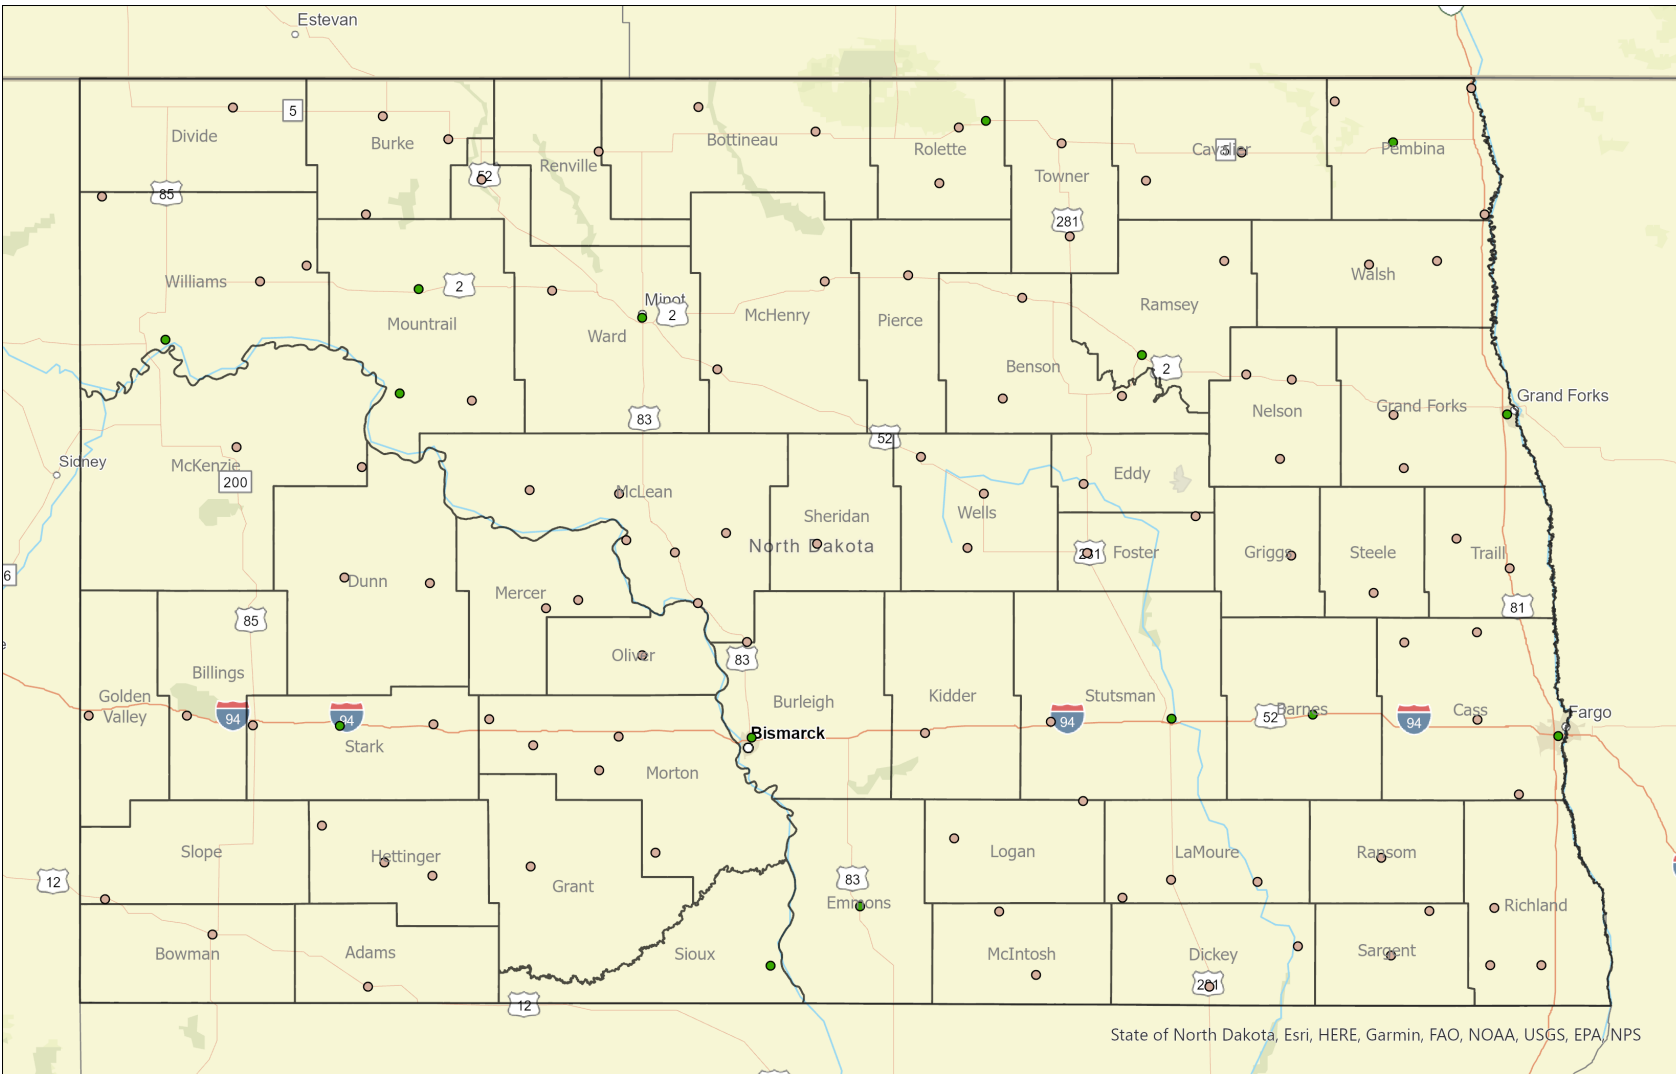 Estevan
5
Divide
Burke
Bottineau
Rolette
Cavalier
5
Pembina
Renville
52
Towner
85
281
Williams
2
Mountrail
Minot
2
Ward
McHenry
Pierce
Ramsey
Walsh
Benson
2
Nelson
Grand Forks
Grand Forks
83
52
Sidney
McKenzie
200
McLean
Eddy
Sheridan
Wells
North Dakota
281
Foster
Griggs
Steele
Traill
6
Dunn
Mercer
85
81
Oliver
83
Billings
Golden
Valley
94
94
Stark
Burleigh
Kidder
Stutsman
94
52
Barnes
94
Cass
Fargo
Bismarck
Morton
Slope
Hettinger
Grant
12
83
Emmons
Logan
LaMoure
Ransom
Richland
Bowman
Adams
Sioux
McIntosh
Dickey
Sargent
281
12
State of North Dakota, Esri, HERE, Garmin, FAO, NOAA, USGS, EPA, NPS